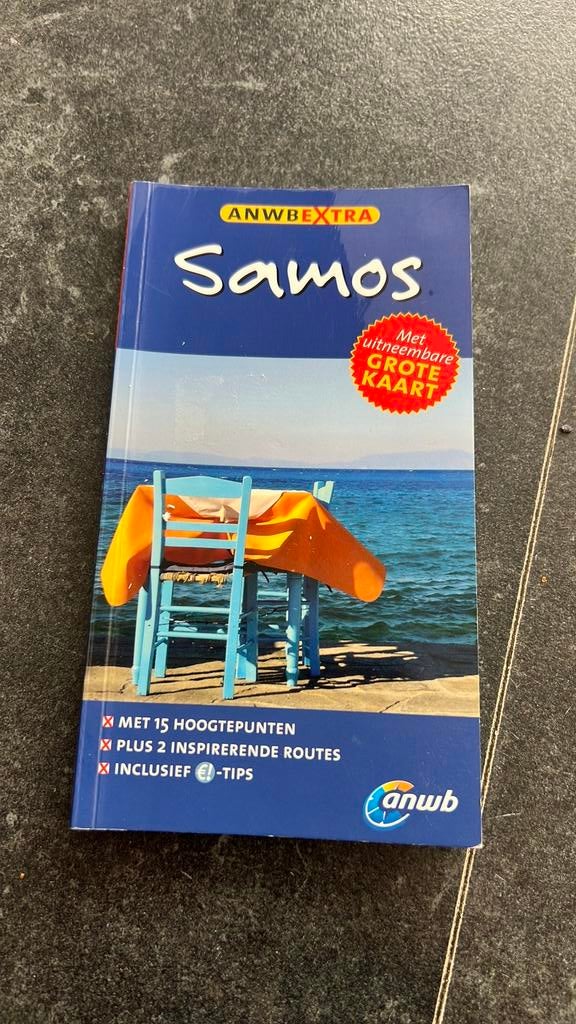 ANWBEXTRA
Samos
Met
uitneembare
GROTE
KAART
MET 15 HOOGTEPUNTEN
PLUS 2 INSPIRERENDE ROUTES
INCLUSIEF €!-TIPS
anwb